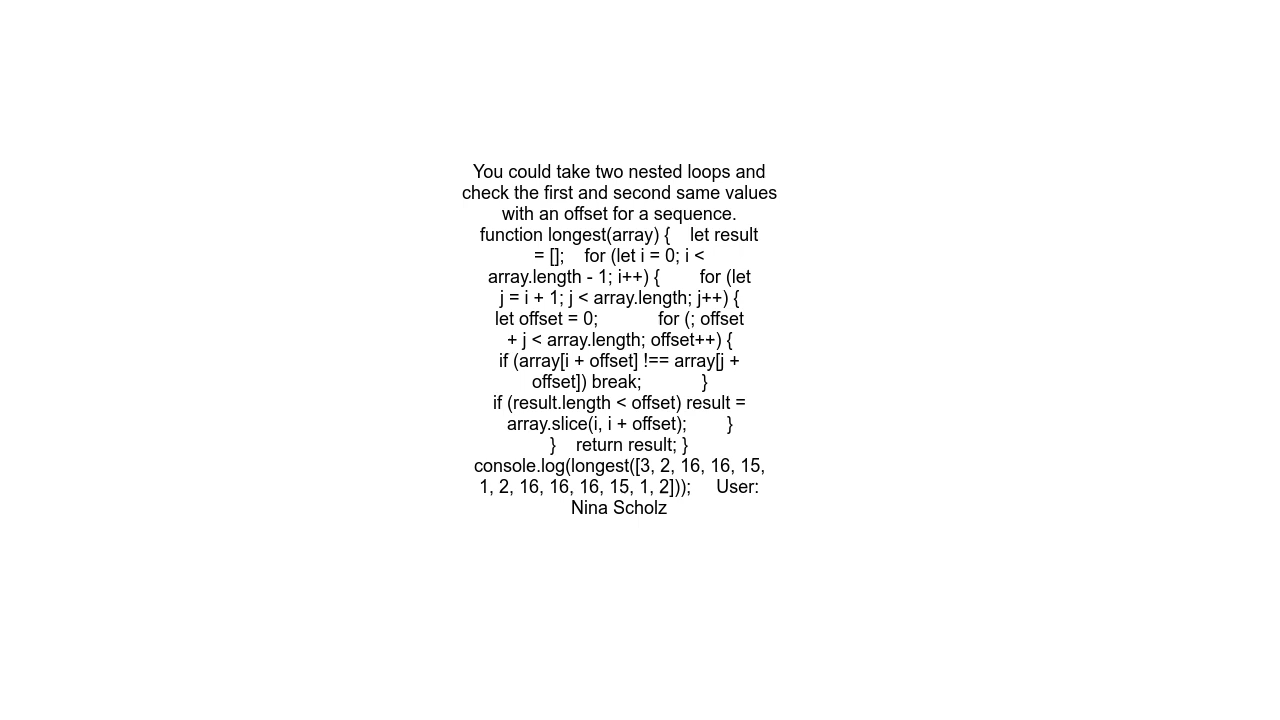 You could take two nested loops and
check the first and second same values
with an offset for a sequence.
function longest(array) {    let result
= [];    for (let i = 0; i <
array.length - 1; i++) {        for (let
j = i + 1; j < array.length; j++) {
let offset = 0;            for (; offset
+ j < array.length; offset++) {
if (array[i + offset] !== array[j +
offset]) break;            }
if (result.length < offset) result =
array.slice(i, i + offset);        }
}    return result; }
console.log(longest([3, 2, 16, 16, 15,
1, 2, 16, 16, 16, 15, 1, 2]));     User:
Nina Scholz